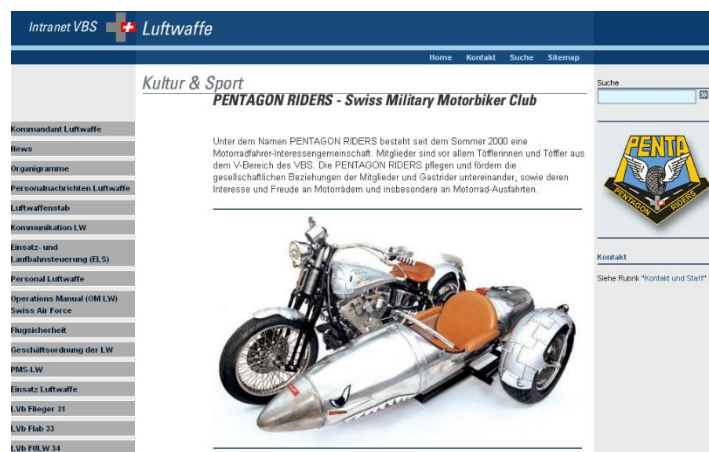 Intranet VBS
Luftwaffe
Home Kontakt Suche Sitemap
Kultur & Sport
PENTAGON RIDERS - Swiss Military Motorbiker Club
Unter dem Namen PENTAGON RIDERS besteht seit dem Sommer 2000 eine
Motorradfahrer-Interessengemeinschaft. Mitglieder sind vor allem Töfflerinnen und Töffler aus
dem V-Bereich des VBS. Die PENTAGON RIDERS pflegen und fördern die
gesellschaftlichen Beziehungen der Mitglieder und Gastrider untereinander, sowie deren
Interesse und Freude an Motorrädern und insbesondere an Motorrad-Ausfahrten.
Kommandant Luftwaffe
News
Organigramme
Personalnachrichten Luftwaffe
Luftwaffenstab
Kommunikation LW
Einsatz- und
Laufbahnsteuerung (ELS)
Personal Luftwaffe
Operations Manual (OM LW)
Swiss Air Force
Flugsicherheit
Geschäftsordnung der LW
PMS-LW
Einsatz Luftwaffe
LVb Flieger 31
LVb Flab 33
LVb FULW 34
Suche
PENTA
PENTAGON RIDERS
Kontakt
Siehe Rubrik "Kontakt und Staff"